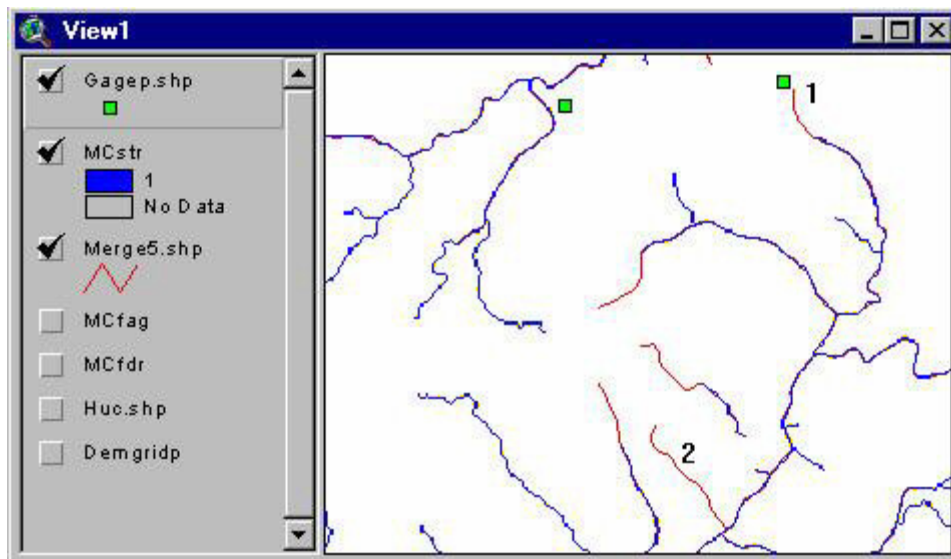 View1
Gagep.shp
MCstr
1
No Data
Merge5.shp
MCfag
MCfdr
Huc.shp
Demgridp
1
2